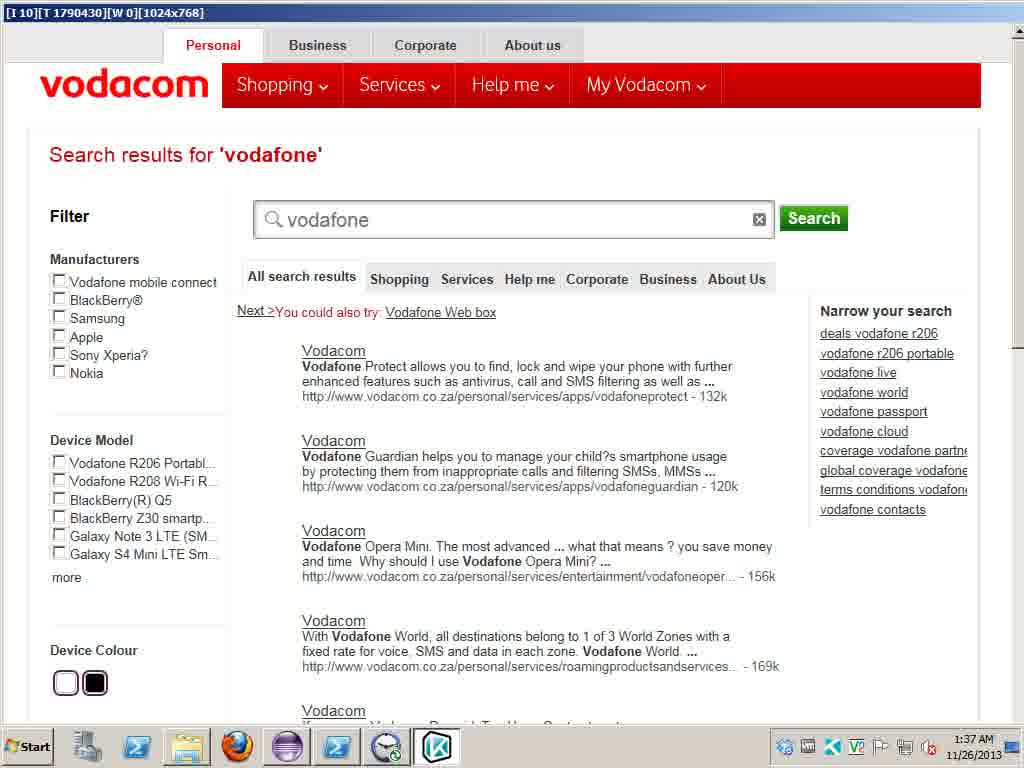 [I 10][T 1790430][W 0][1024x768]
Personal Business Corporate About us
vodacom Shopping Services Help me My Vodacom
Search results for 'vodafone'
Filter
vodafone Search
Manufacturers
Vodafone mobile connect
BlackBerry®
Samsung
Apple
Sony Xperia?
Nokia
Device Model
Vodafone R206 Portabl...
Vodafone R208 Wi-Fi R...
BlackBerry(R) Q5
BlackBerry Z30 smartp...
Galaxy Note 3 LTE (SM...
Galaxy S4 Mini LTE Sm...
more
Device Colour
All search results Shopping Services Help me Corporate Business About Us
Next >You could also try: Vodafone Web box
Vodacom
Vodafone Protect allows you to find, lock and wipe your phone with further
enhanced features such as antivirus, call and SMS filtering as well as ...
http://www.vodacom.co.za/personal/services/apps/vodafoneprotect - 132k
Vodacom
Vodafone Guardian helps you to manage your child?s smartphone usage
by protecting them from inappropriate calls and filtering SMSs, MMSs ...
http://www.vodacom.co.za/personal/services/apps/vodafoneguardian - 120k
Vodacom
Vodafone Opera Mini. The most advanced ... what that means ? you save money
and time Why should I use Vodafone Opera Mini? ...
http://www.vodacom.co.za/personal/services/entertainment/vodafoneoper... - 156k
Vodacom
With Vodafone World, all destinations belong to 1 of 3 World Zones with a
fixed rate for voice, SMS and data in each zone. Vodafone World. ...
http://www.vodacom.co.za/personal/services/roamingproductsandservices... - 169k
Vodacom
Narrow your search
deals vodafone r206
vodafone r206 portable
vodafone live
vodafone world
vodafone passport
vodafone cloud
coverage vodafone partne
global coverage vodafone
terms conditions vodafone
vodafone contacts
Start
1:37 AM
11/26/2013